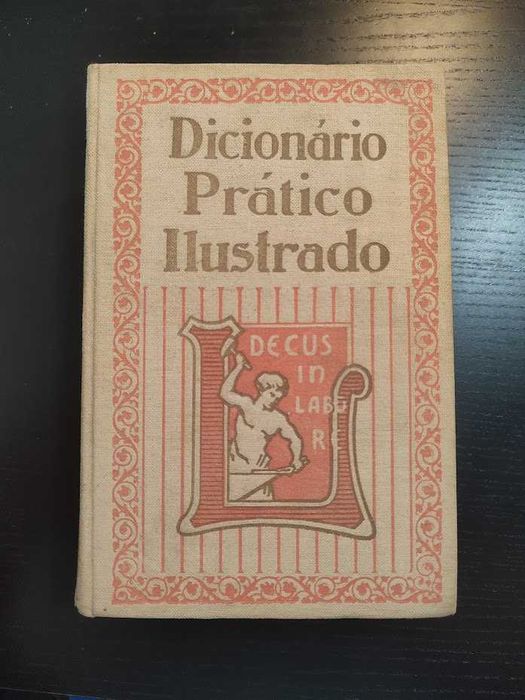 Dicionário
Prático
Ilustrado
DECUS
in
LABO
RE